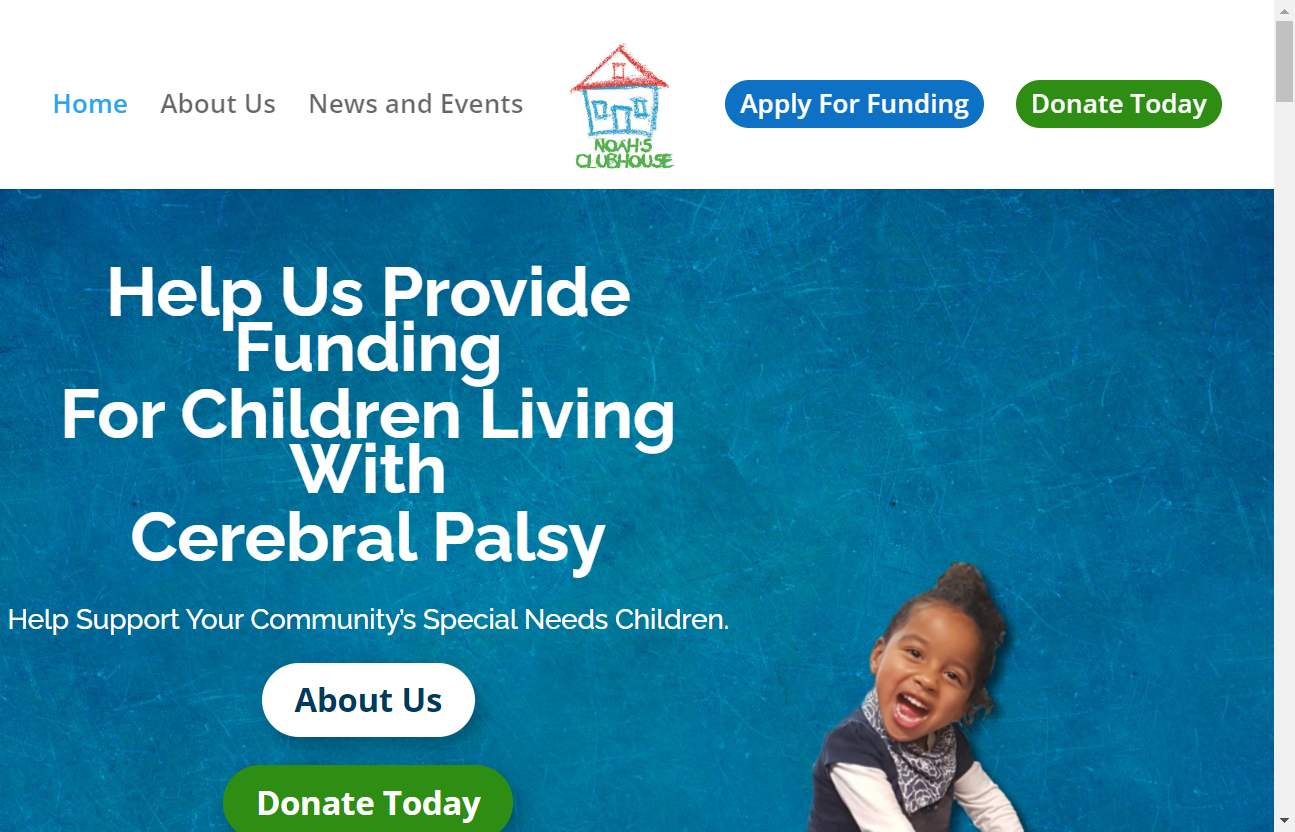 Home
About Us
News and Events
NOAH'S
CLUBHOUSE
Apply For Funding
Donate Today
Help Us Provide
Funding
For Children Living
With
Cerebral Palsy
Help Support Your Community’s Special Needs Children.
About Us
Donate Today